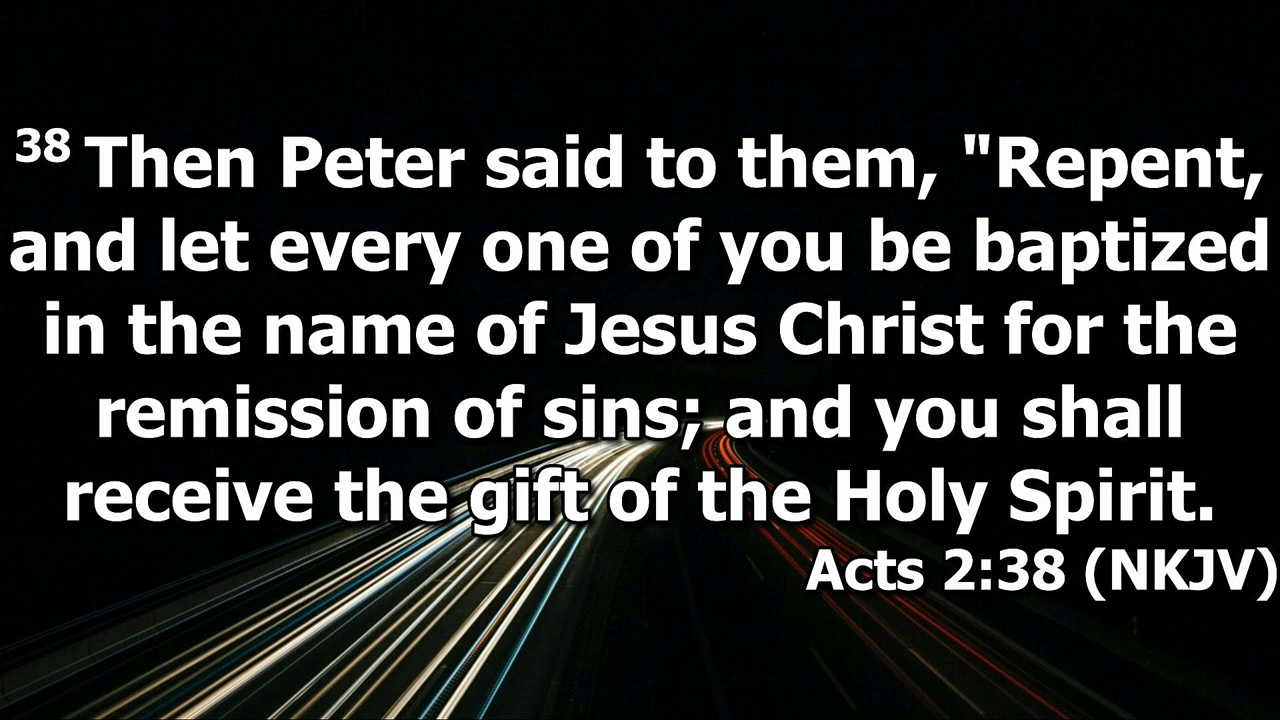 38 Then Peter said to them, "Repent,
and let every one of you be baptized
in the name of Jesus Christ for the
remission of sins; and you shall
receive the gift of the Holy Spirit.
Acts 2:38 (NKJV)